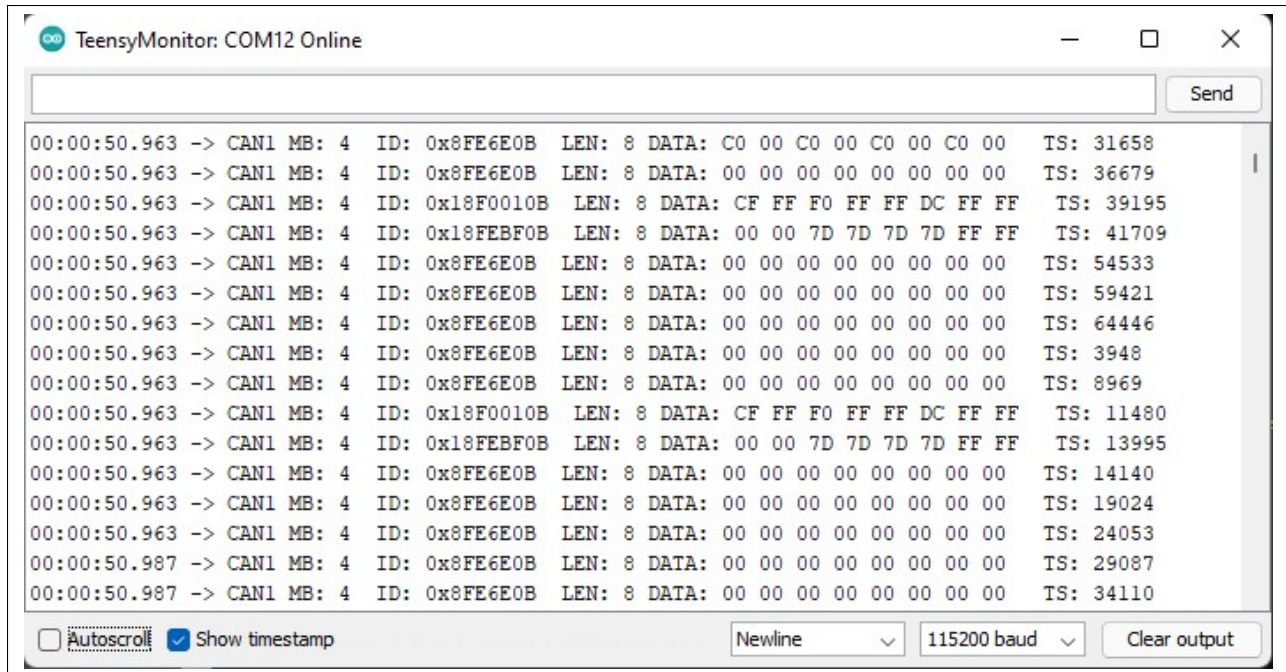 TeensyMonitor: COM12 Online
Send
00:00:50.963 -> CAN1 MB: 4  ID: 0x8FE6E0B  LEN: 8 DATA: C0 00 C0 00 C0 00 C0 00   TS: 31658
00:00:50.963 -> CAN1 MB: 4  ID: 0x8FE6E0B  LEN: 8 DATA: 00 00 00 00 00 00 00 00   TS: 36679
00:00:50.963 -> CAN1 MB: 4  ID: 0x18F0010B  LEN: 8 DATA: CF FF F0 FF FF DC FF FF   TS: 39195
00:00:50.963 -> CAN1 MB: 4  ID: 0x18FEBF0B  LEN: 8 DATA: 00 00 7D 7D 7D 7D FF FF   TS: 41709
00:00:50.963 -> CAN1 MB: 4  ID: 0x8FE6E0B  LEN: 8 DATA: 00 00 00 00 00 00 00 00   TS: 54533
00:00:50.963 -> CAN1 MB: 4  ID: 0x8FE6E0B  LEN: 8 DATA: 00 00 00 00 00 00 00 00   TS: 59421
00:00:50.963 -> CAN1 MB: 4  ID: 0x8FE6E0B  LEN: 8 DATA: 00 00 00 00 00 00 00 00   TS: 64446
00:00:50.963 -> CAN1 MB: 4  ID: 0x8FE6E0B  LEN: 8 DATA: 00 00 00 00 00 00 00 00   TS: 3948
00:00:50.963 -> CAN1 MB: 4  ID: 0x8FE6E0B  LEN: 8 DATA: 00 00 00 00 00 00 00 00   TS: 8969
00:00:50.963 -> CAN1 MB: 4  ID: 0x18F0010B  LEN: 8 DATA: CF FF F0 FF FF DC FF FF   TS: 11480
00:00:50.963 -> CAN1 MB: 4  ID: 0x18FEBF0B  LEN: 8 DATA: 00 00 7D 7D 7D 7D FF FF   TS: 13995
00:00:50.963 -> CAN1 MB: 4  ID: 0x8FE6E0B  LEN: 8 DATA: 00 00 00 00 00 00 00 00   TS: 14140
00:00:50.963 -> CAN1 MB: 4  ID: 0x8FE6E0B  LEN: 8 DATA: 00 00 00 00 00 00 00 00   TS: 19024
00:00:50.963 -> CAN1 MB: 4  ID: 0x8FE6E0B  LEN: 8 DATA: 00 00 00 00 00 00 00 00   TS: 24053
00:00:50.987 -> CAN1 MB: 4  ID: 0x8FE6E0B  LEN: 8 DATA: 00 00 00 00 00 00 00 00   TS: 29087
00:00:50.987 -> CAN1 MB: 4  ID: 0x8FE6E0B  LEN: 8 DATA: 00 00 00 00 00 00 00 00   TS: 34110
Autoscroll Show timestamp Newline 115200 baud Clear output